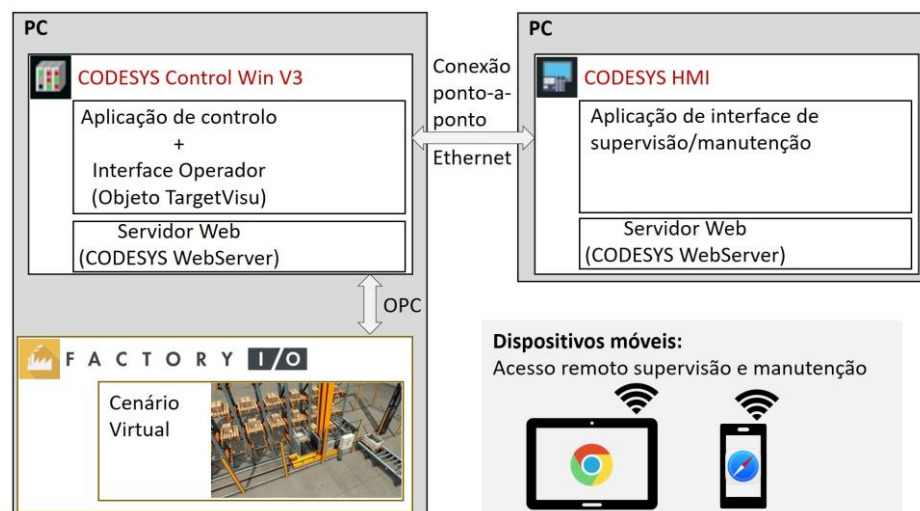 PC
CODESYS Control Win V3
Aplicação de controlo
+
Interface Operador
(Objeto TargetVisu)
Servidor Web
(CODESYS WebServer)
Conexão
ponto-a-
ponto
Ethernet
OPC
FACTORY I/O
Cenário
Virtual
PC
CODESYS HMI
Aplicação de interface de
supervisão/manutenção
Servidor Web
(CODESYS WebServer)
Dispositivos móveis:
Acesso remoto supervisão e manutenção